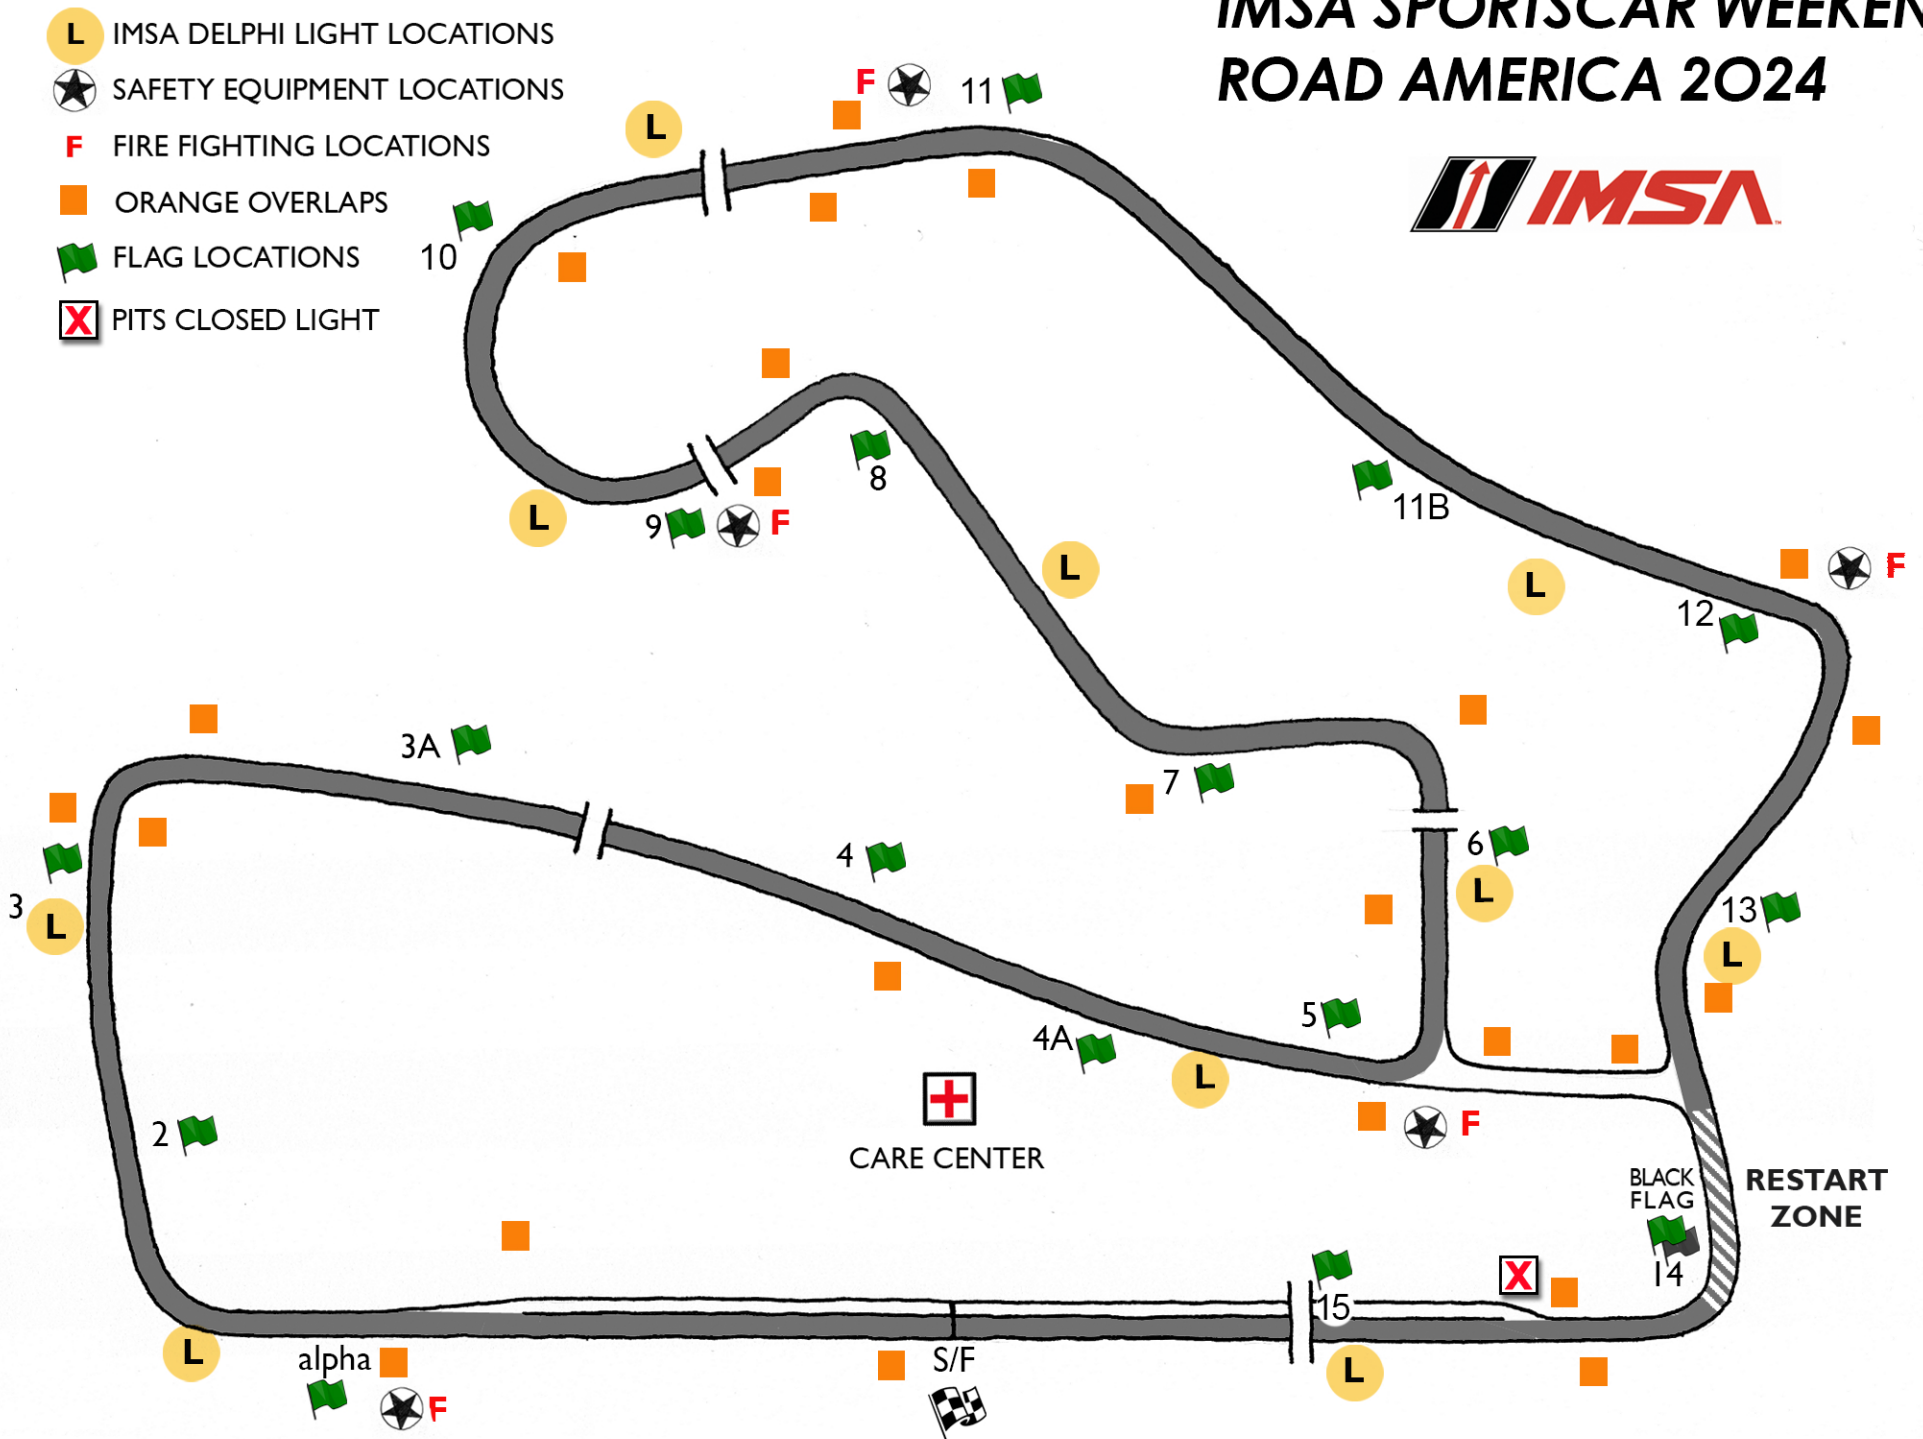 IMSA SPORTSCAR WEEKEN
ROAD AMERICA 2024
L IMSA DELPHI LIGHT LOCATIONS
SAFETY EQUIPMENT LOCATIONS
F FIRE FIGHTING LOCATIONS
ORANGE OVERLAPS
FLAG LOCATIONS
X PITS CLOSED LIGHT
IMSA
F
11
L
10
8
11B
9
F
L
L
L
F
12
3A
7
4
6
L
3
L
13
L
5
4A
L
F
2
CARE CENTER
BLACK
FLAG
RESTART
ZONE
14
X
15
L
alpha
S/F
L
F